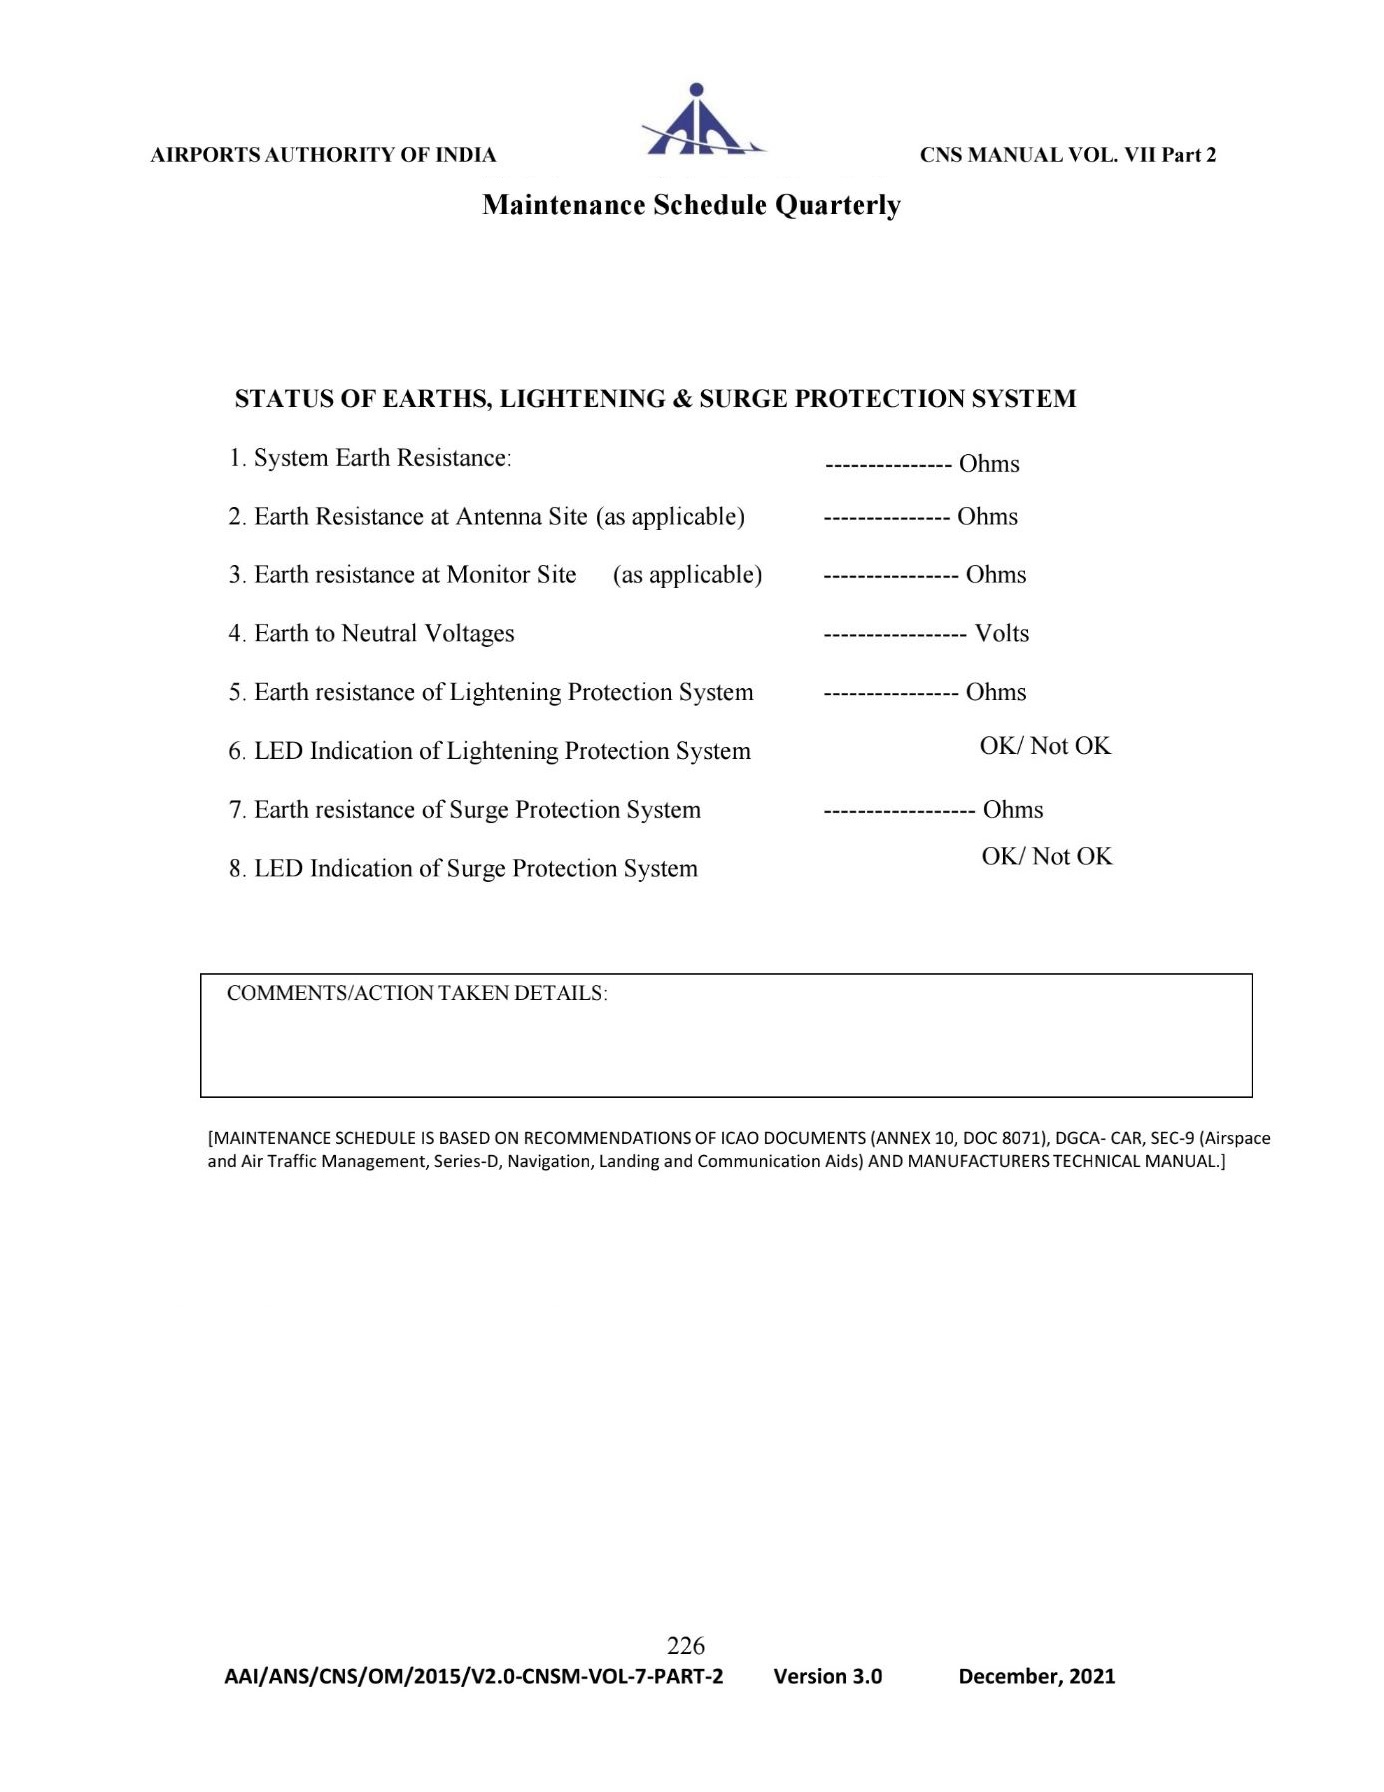 AIRPORTS AUTHORITY OF INDIA CNS MANUAL VOL. VII Part 2
Maintenance Schedule Quarterly
STATUS OF EARTHS, LIGHTENING & SURGE PROTECTION SYSTEM
1. System Earth Resistance: --------------- Ohms
2. Earth Resistance at Antenna Site (as applicable) --------------- Ohms
3. Earth resistance at Monitor Site (as applicable) ---------------- Ohms
4. Earth to Neutral Voltages ----------------- Volts
5. Earth resistance of Lightening Protection System ---------------- Ohms
6. LED Indication of Lightening Protection System OK/ Not OK
7. Earth resistance of Surge Protection System ------------------ Ohms
8. LED Indication of Surge Protection System OK/ Not OK
COMMENTS/ACTION TAKEN DETAILS:
[MAINTENANCE SCHEDULE IS BASED ON RECOMMENDATIONS OF ICAO DOCUMENTS (ANNEX 10, DOC 8071), DGCA- CAR, SEC-9 (Airspace
and Air Traffic Management, Series-D, Navigation, Landing and Communication Aids) AND MANUFACTURERS TECHNICAL MANUAL.]
226
AAI/ANS/CNS/OM/2015/V2.0-CNSM-VOL-7-PART-2 Version 3.0 December, 2021